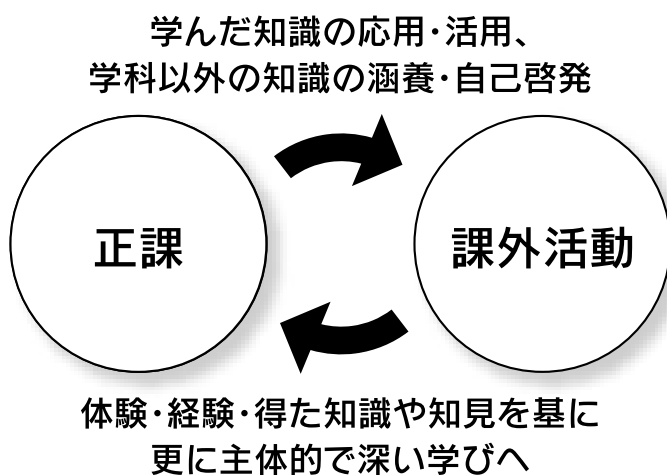 学んだ知識の応用・活用、
学科以外の知識の涵養・自己啓発
正課
課外活動
体験・経験・得た知識や知見を基に
更に主体的で深い学びへ